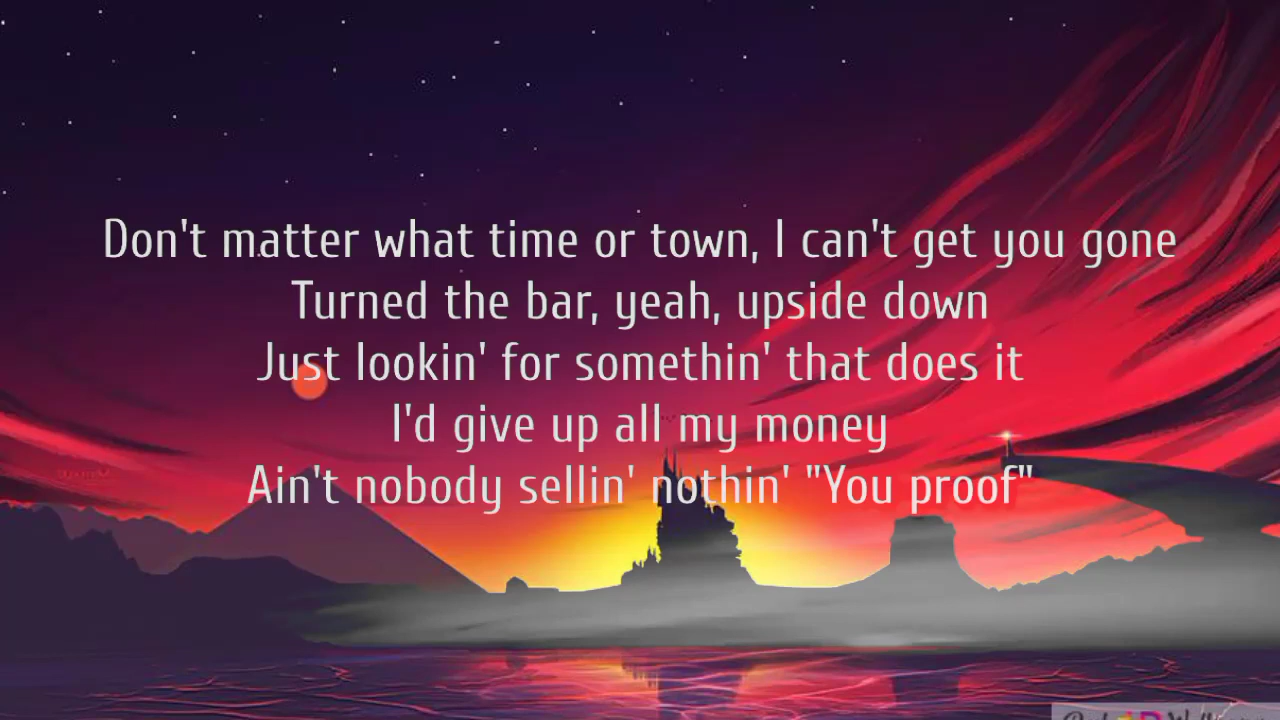 Don't matter what time or town, I can't get you gone
Turned the bar, yeah, upside down
Just lookin' for somethin' that does it
I'd give up all my money
Ain't nobody sellin' nothin' "You proof"